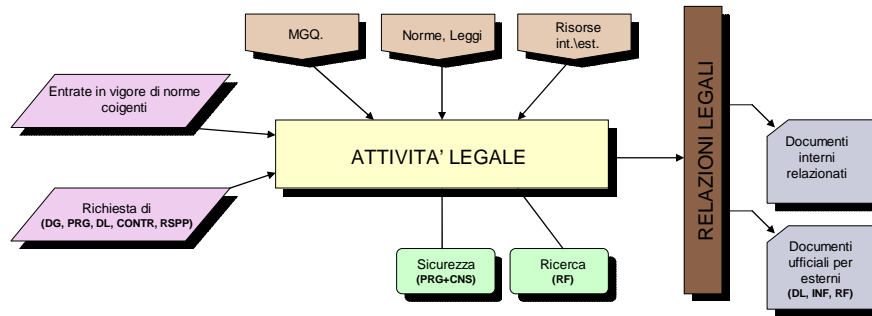 MGQ.
Norme, Leggi
Risorse
int.\est.
Entrate in vigore di norme
coigenti
ATTIVITA' LEGALE
RELAZIONI LEGALI
Documenti
interni
relazionati
Richiesta di
(DG, PRG, DL, CONTR, RSPP)
Sicurezza
(PRG+CNS)
Ricerca
(RF)
Documenti
ufficiali per
esterni
(DL, INF, RF)